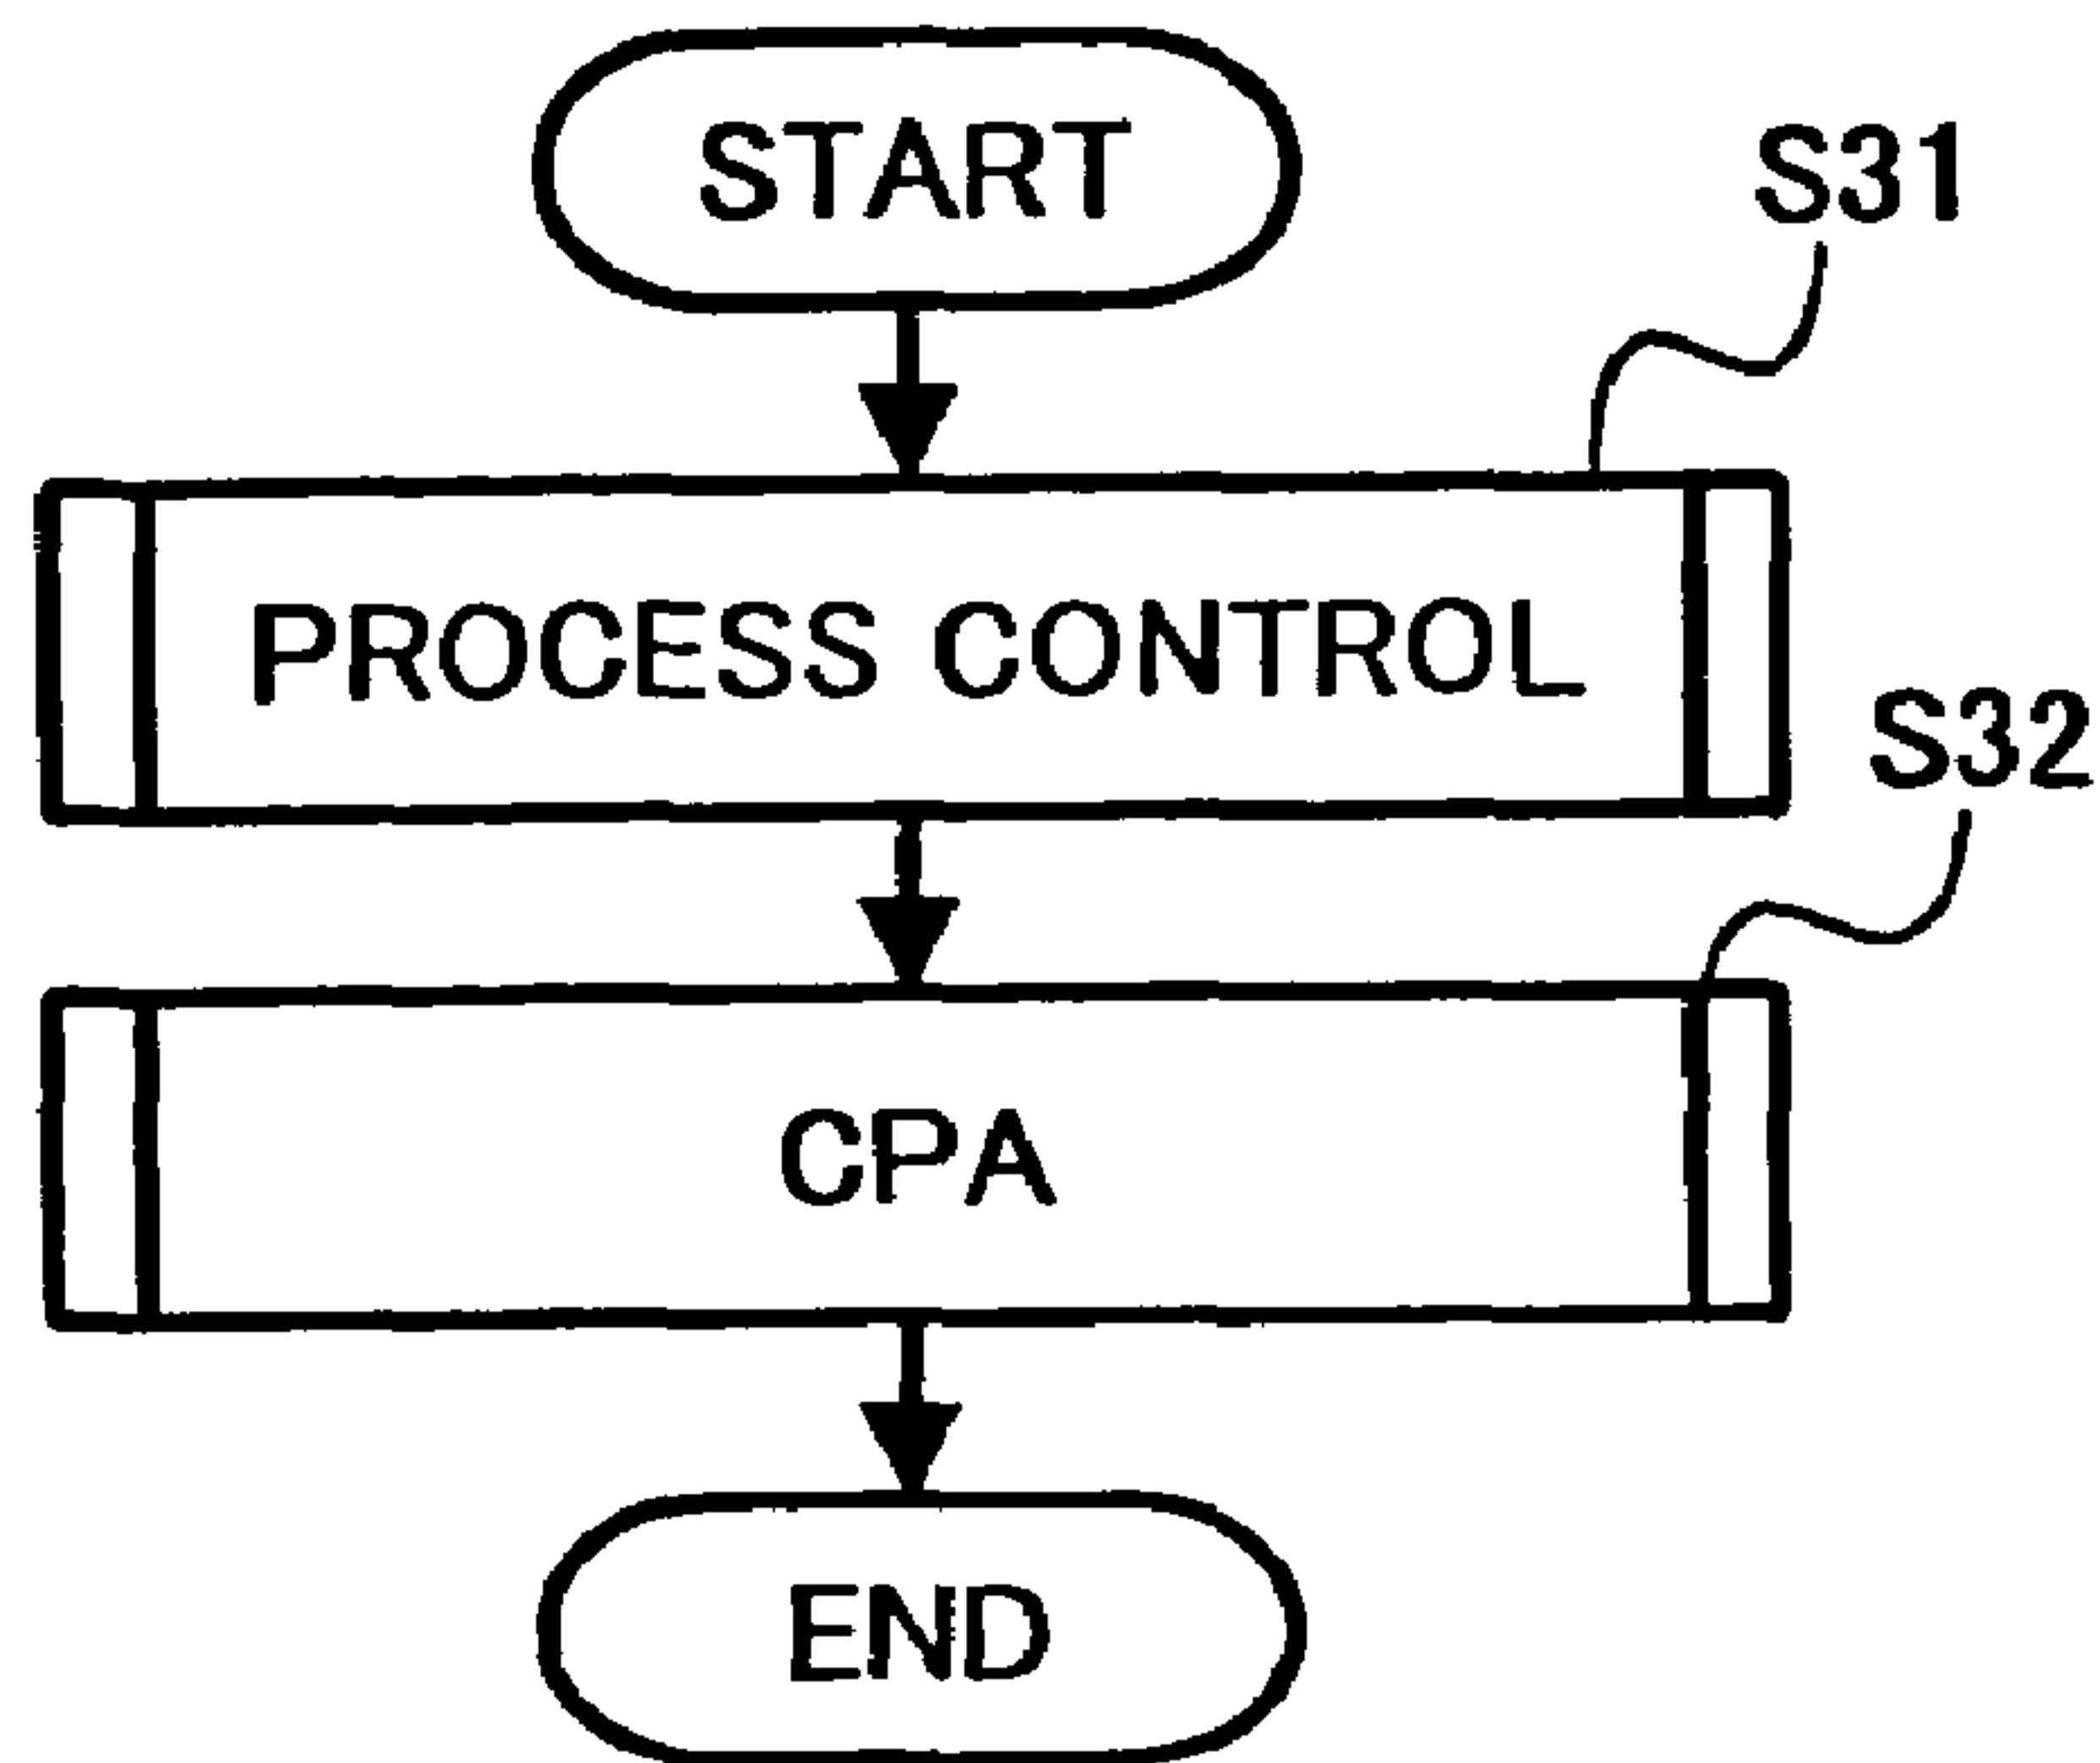 START
S31
PROCESS CONTROL
S32
CPA
END